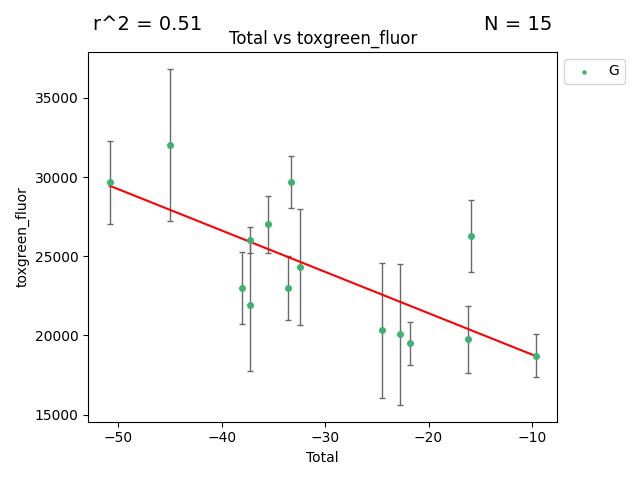 r^2 = 0.51
N = 15
Total vs toxgreen_fluor
G
35000
30000
25000
20000
15000
toxgreen_fluor
−50
−40
−30
−20
−10
Total